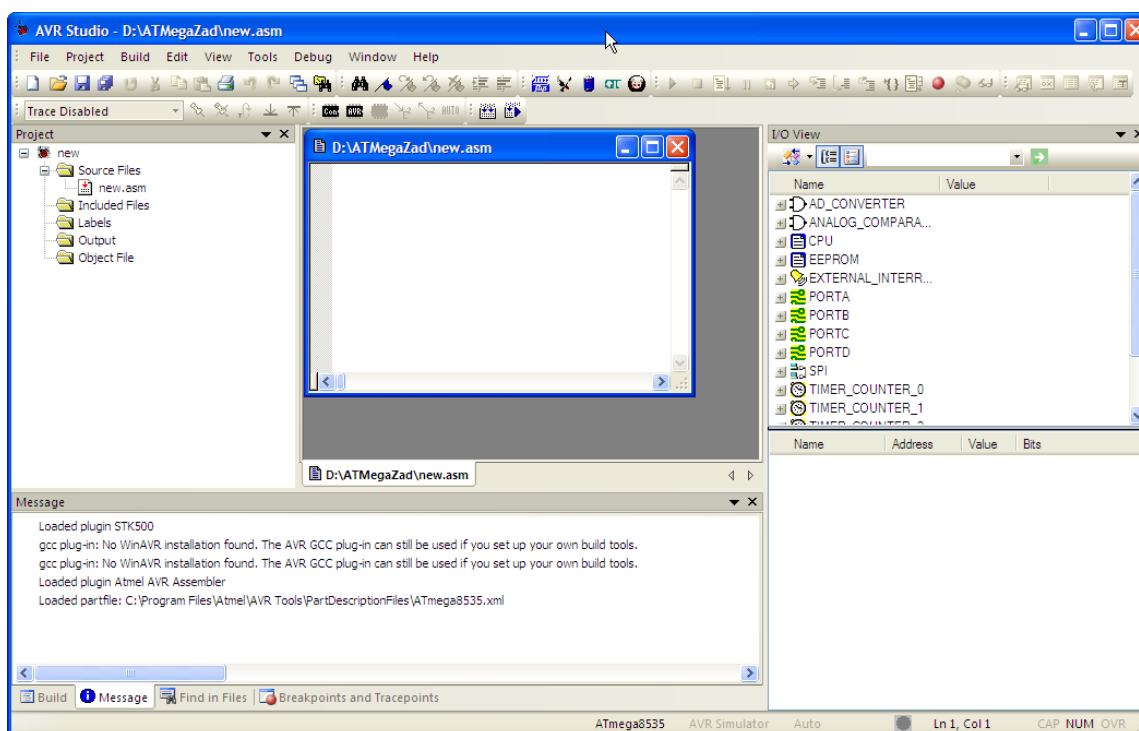 AVR Studio - D:\ATMegaZad\new.asm
File Project Build Edit View Tools Debug Window Help
Trace Disabled
Con AVR AUTO
Project
new
Source Files
new.asm
Included Files
Labels
Output
Object File
D:\ATMegaZad\new.asm
D:\ATMegaZad\new.asm
I/O View
Name Value
AD_CONVERTER
ANALOG_COMPARA...
CPU
EEPROM
EXTERNAL_INTERR...
PORTA
PORTB
PORTC
PORTD
SPI
TIMER_COUNTER_0
TIMER_COUNTER_1
Name Address Value Bits
Message
Loaded plugin STK500
gcc plug-in: No WinAVR installation found. The AVR GCC plug-in can still be used if you set up your own build tools.
gcc plug-in: No WinAVR installation found. The AVR GCC plug-in can still be used if you set up your own build tools.
Loaded plugin Atmel AVR Assembler
Loaded partfile: C:\Program Files\Atmel\AVR Tools\PartDescriptionFiles\ATmega8535.xml
Build Message Find in Files Breakpoints and Tracepoints
ATmega8535 AVR Simulator Auto Ln 1, Col 1 CAP NUM OVR